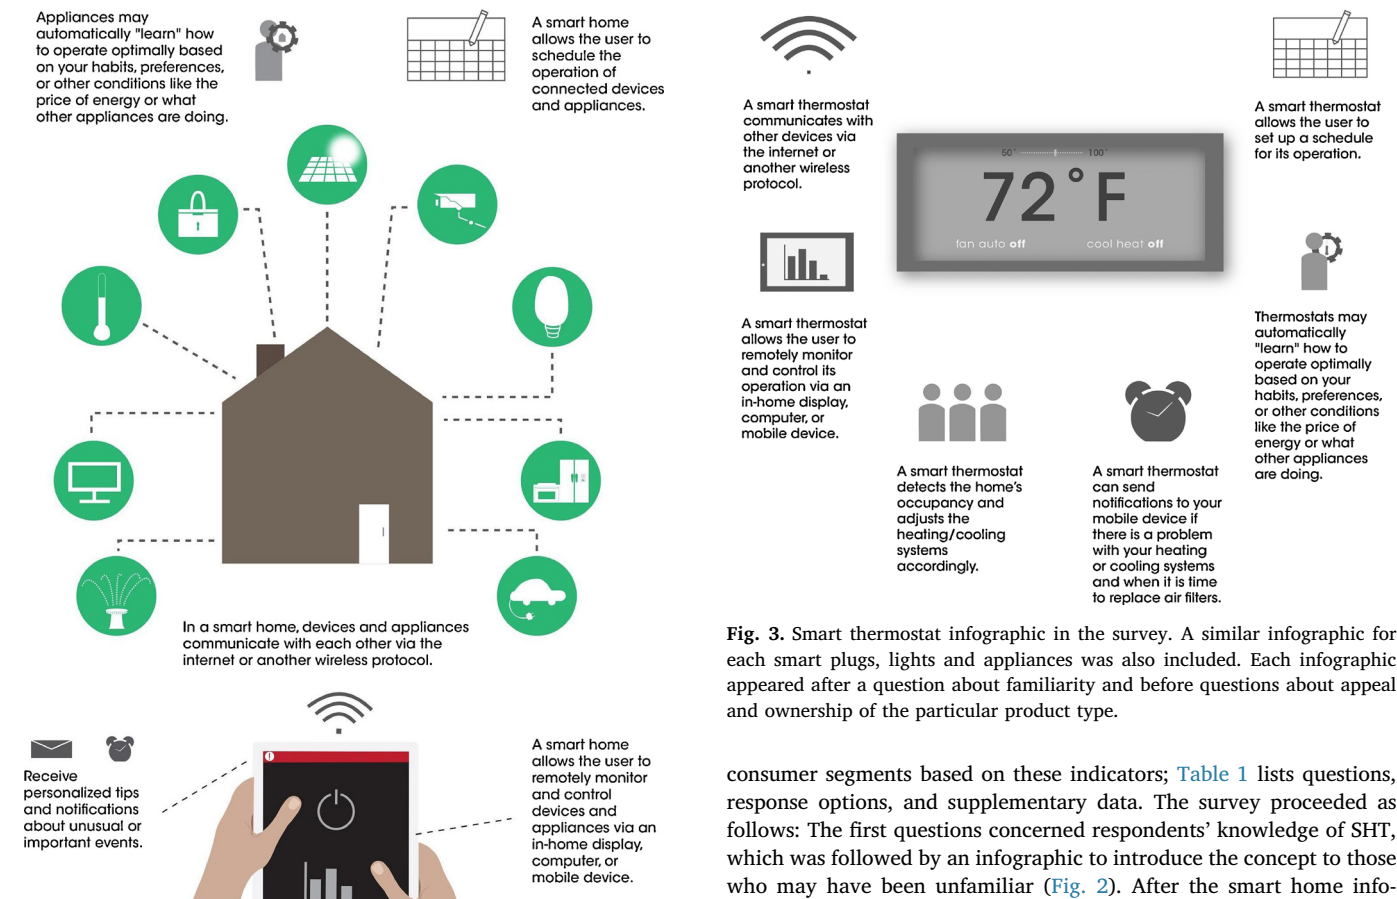 Appliances may
automatically "learn" how
to operate optimally based
on your habits, preferences,
or other conditions like the
price of energy or what
other appliances are doing.
A smart home
allows the user to
schedule the
operation of
connected devices
and appliances.
In a smart home, devices and appliances
communicate with each other via the
internet or another wireless protocol.
Receive
personalized tips
and notifications
about unusual or
important events.
A smart home
allows the user to
remotely monitor
and control
devices and
appliances via an
in-home display,
computer, or
mobile device.
A smart thermostat
communicates with
other devices via
the internet or
another wireless
protocol.
50° 100°
72°F
fan auto off cool heat off
A smart thermostat
allows the user to
set up a schedule
for its operation.
A smart thermostat
allows the user to
remotely monitor
and control its
operation via an
in-home display,
computer, or
mobile device.
Thermostats may
automatically
"learn" how to
operate optimally
based on your
habits, preferences,
or other conditions
like the price of
energy or what
other appliances
are doing.
A smart thermostat
detects the home's
occupancy and
adjusts the
heating/cooling
systems
accordingly.
A smart thermostat
can send
notifications to your
mobile device if
there is a problem
with your heating
or cooling systems
and when it is time
to replace air filters.
Fig. 3. Smart thermostat infographic in the survey. A similar infographic for
each smart plugs, lights and appliances was also included. Each infographic
appeared after a question about familiarity and before questions about appeal
and ownership of the particular product type.
consumer segments based on these indicators; Table 1 lists questions,
response options, and supplementary data. The survey proceeded as
follows: The first questions concerned respondents' knowledge of SHT,
which was followed by an infographic to introduce the concept to those
who may have been unfamiliar (Fig. 2). After the smart home info-